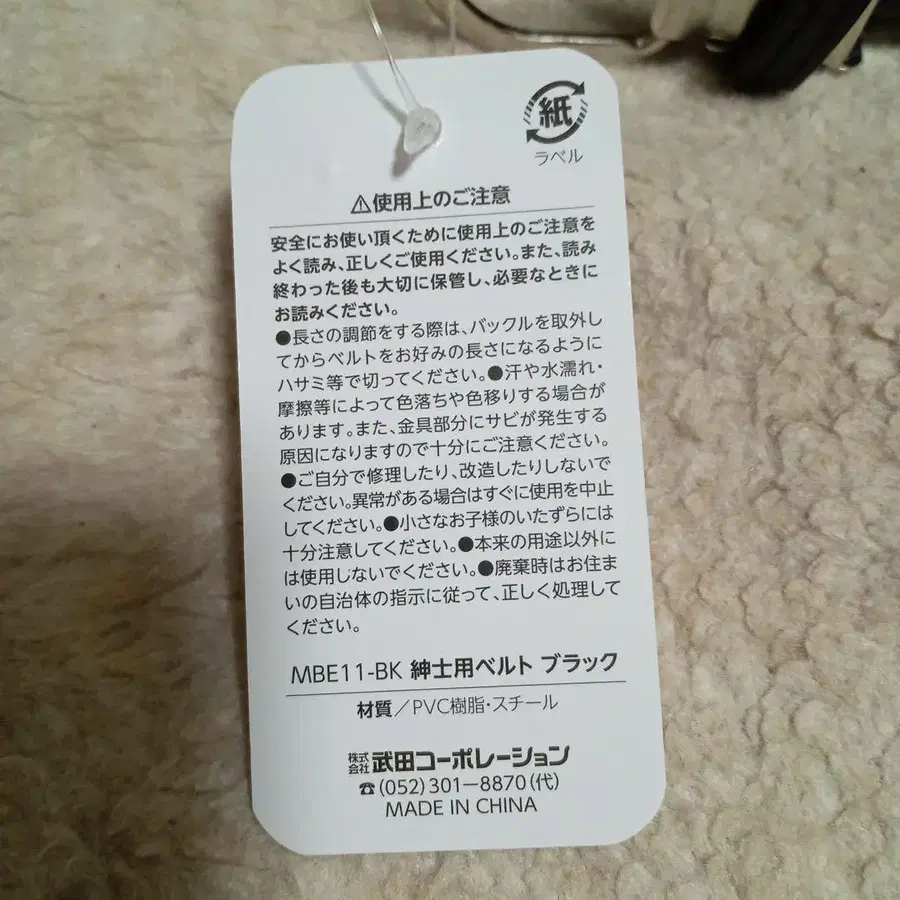 紙
ラベル
⚠使用上のご注意
安全にお使い頂くために使用上のご注意を
よく読み、正しくご使用ください。また、読み
終わった後も大切に保管し、必要なときに
お読みください。
●長さの調節をする際は、バックルを取外し
てからベルトをお好みの長さになるように
ハサミ等で切ってください。●汗や水濡れ・
摩擦等によって色落ちや色移りする場合が
あります。また、金具部分にサビが発生する
原因になりますので十分にご注意ください。
●ご自分で修理したり、改造したりしないで
ください。異常がある場合はすぐに使用を中止
してください。●小さなお子様のいたずらには
十分注意してください。●本来の用途以外に
は使用しないでください。●廃棄時はお住ま
いの自治体の指示に従って、正しく処理して
ください。
MBE11-BK 紳士用ベルト ブラック
材質／PVC樹脂・スチール
株式会社 武田コーポレーション
☎(052)301-8870(代)
MADE IN CHINA